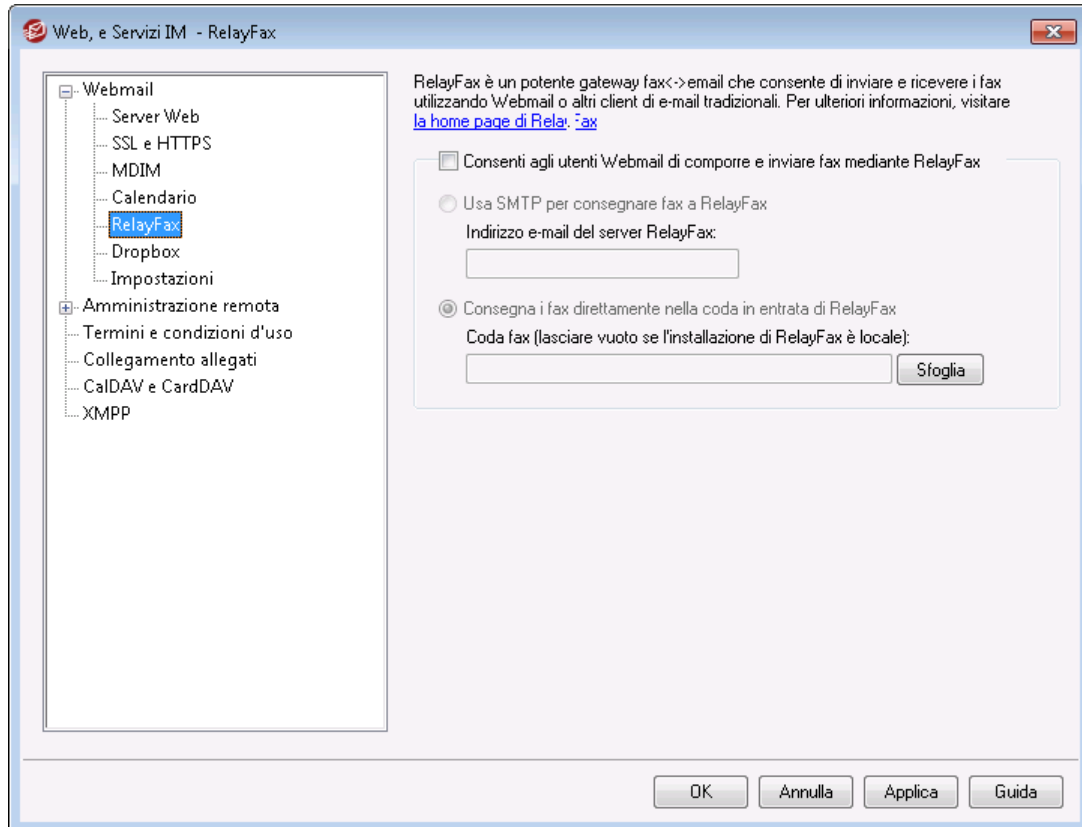 Web, e Servizi IM - RelayFax
Webmail
Server Web
SSL e HTTPS
MDIM
Calendario
RelayFax
Dropbox
Impostazioni
Amministrazione remota
Termini e condizioni d'uso
Collegamento allegati
CalDAV e CardDAV
XMPP
RelayFax è un potente gateway fax<->email che consente di inviare e ricevere i fax
utilizzando Webmail o altri client di e-mail tradizionali. Per ulteriori informazioni, visitare
la home page di Relay. Fax
Consenti agli utenti Webmail di comporre e inviare fax mediante RelayFax
Usa SMTP per consegnare fax a RelayFax
Indirizzo e-mail del server RelayFax:
Consegna i fax direttamente nella coda in entrata di RelayFax
Coda fax (lasciare vuoto se l'installazione di RelayFax è locale):
Sfoglia
OK
Annulla
Applica
Guida